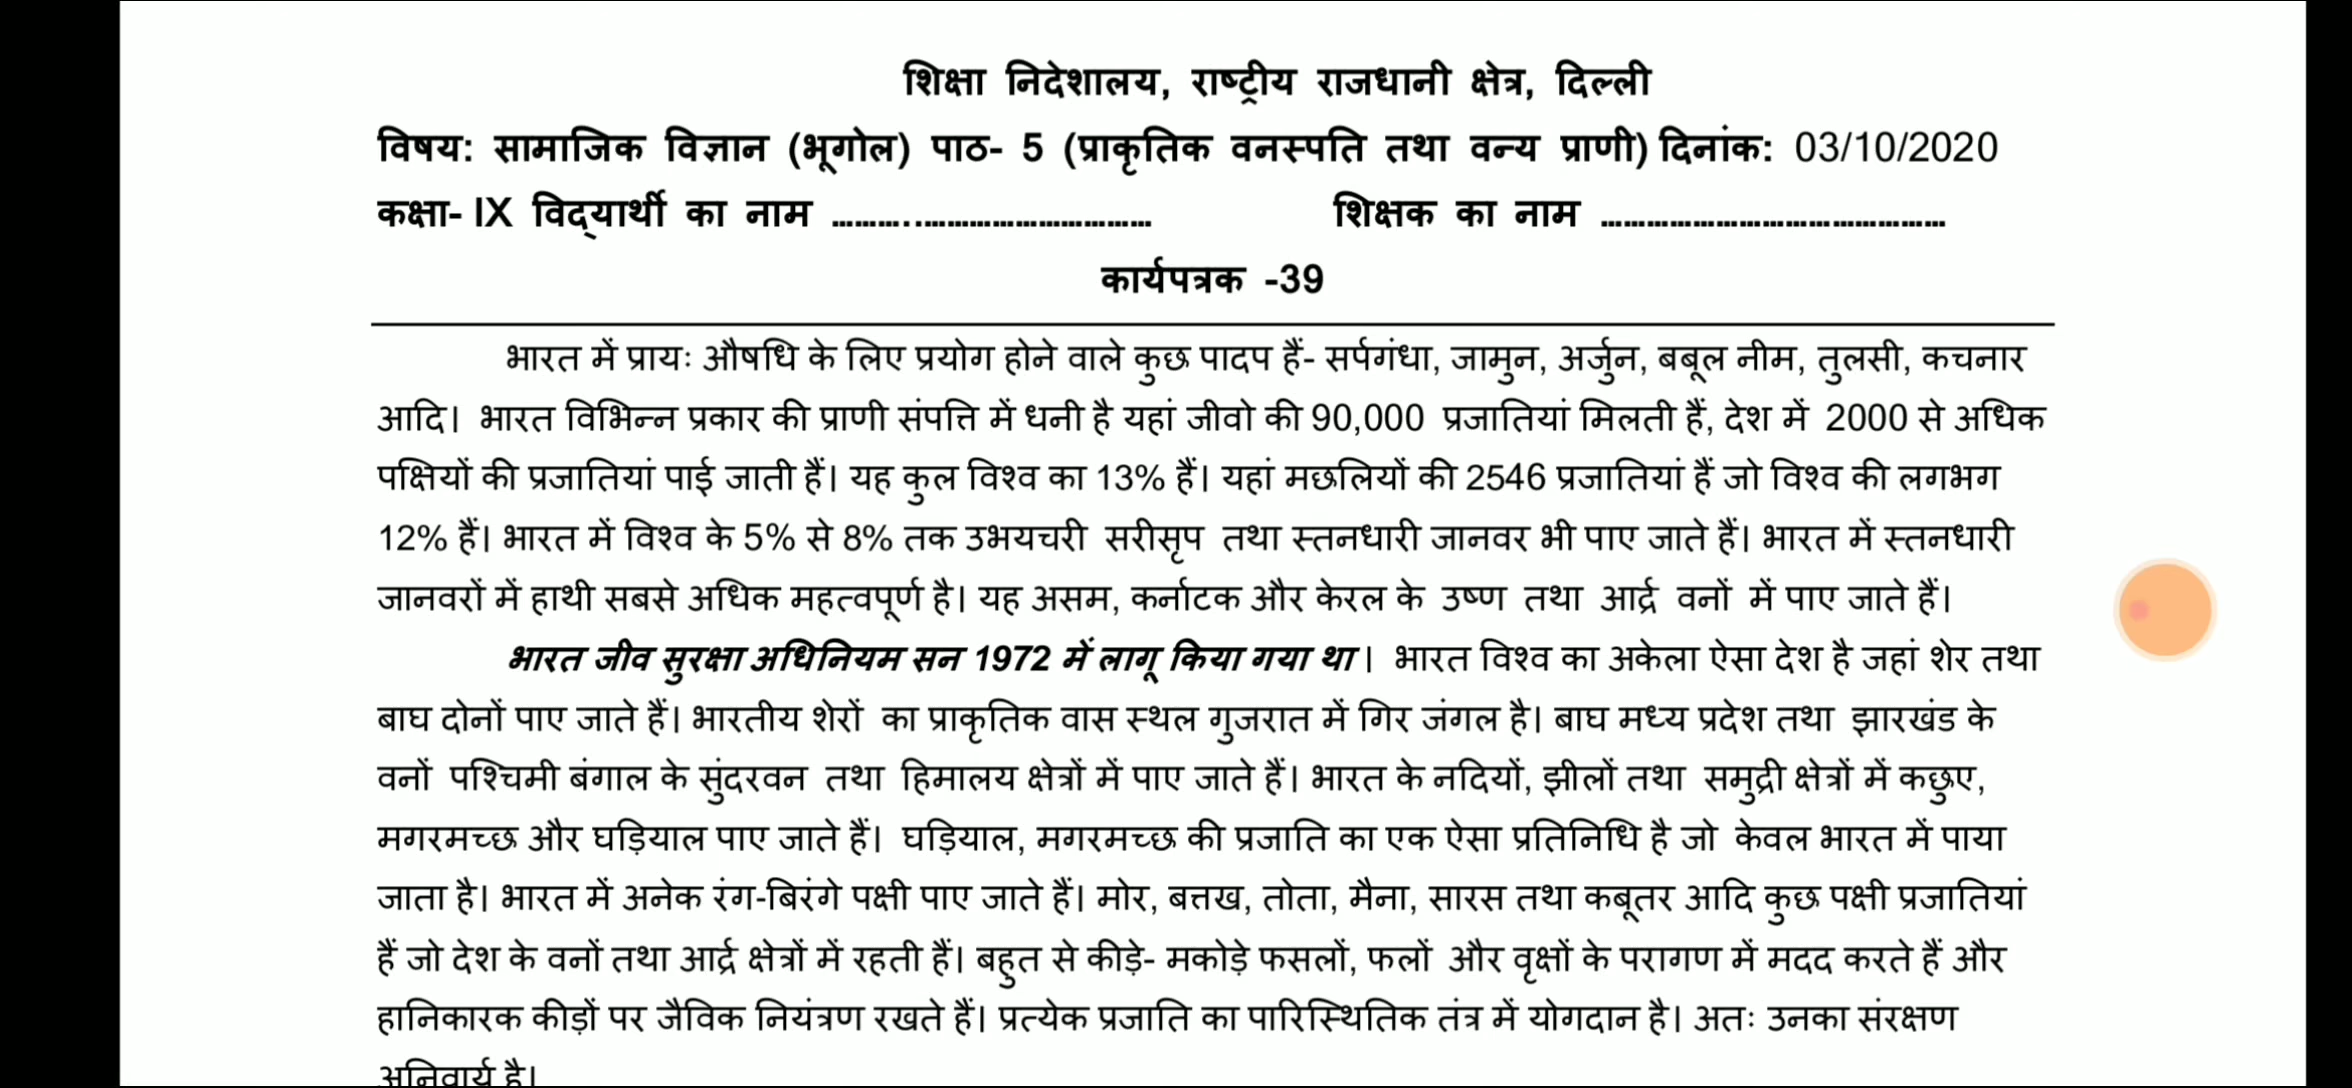 शिक्षा निदेशालय, राष्ट्रीय राजधानी क्षेत्र, दिल्ली
विषय: सामाजिक विज्ञान (भूगोल) पाठ- 5 (प्राकृतिक वनस्पति तथा वन्य प्राणी) दिनांक: 03/10/2020
कक्षा- IX विद्यार्थी का नाम ................................................ शिक्षक का नाम ................................................
कार्यपत्रक -39
भारत में प्रायः औषधि के लिए प्रयोग होने वाले कुछ पादप हैं- सर्पगंधा, जामुन, अर्जुन, बबूल नीम, तुलसी, कचनार
आदि। भारत विभिन्न प्रकार की प्राणी संपत्ति में धनी है यहां जीवो की 90,000 प्रजातियां मिलती हैं, देश में 2000 से अधिक
पक्षियों की प्रजातियां पाई जाती हैं। यह कुल विश्व का 13% हैं। यहां मछलियों की 2546 प्रजातियां हैं जो विश्व की लगभग
12% हैं। भारत में विश्व के 5% से 8% तक उभयचरी सरीसृप तथा स्तनधारी जानवर भी पाए जाते हैं। भारत में स्तनधारी
जानवरों में हाथी सबसे अधिक महत्वपूर्ण है। यह असम, कर्नाटक और केरल के उष्ण तथा आर्द्र वनों में पाए जाते हैं।
भारत जीव सुरक्षा अधिनियम सन 1972 में लागू किया गया था। भारत विश्व का अकेला ऐसा देश है जहां शेर तथा
बाघ दोनों पाए जाते हैं। भारतीय शेरों का प्राकृतिक वास स्थल गुजरात में गिर जंगल है। बाघ मध्य प्रदेश तथा झारखंड के
वनों पश्चिमी बंगाल के सुंदरवन तथा हिमालय क्षेत्रों में पाए जाते हैं। भारत के नदियों, झीलों तथा समुद्री क्षेत्रों में कछुए,
मगरमच्छ और घड़ियाल पाए जाते हैं। घड़ियाल, मगरमच्छ की प्रजाति का एक ऐसा प्रतिनिधि है जो केवल भारत में पाया
जाता है। भारत में अनेक रंग-बिरंगे पक्षी पाए जाते हैं। मोर, बत्तख, तोता, मैना, सारस तथा कबूतर आदि कुछ पक्षी प्रजातियां
हैं जो देश के वनों तथा आर्द्र क्षेत्रों में रहती हैं। बहुत से कीड़े- मकोड़े फसलों, फलों और वृक्षों के परागण में मदद करते हैं और
हानिकारक कीड़ों पर जैविक नियंत्रण रखते हैं। प्रत्येक प्रजाति का पारिस्थितिक तंत्र में योगदान है। अतः उनका संरक्षण
अनिवार्य है।